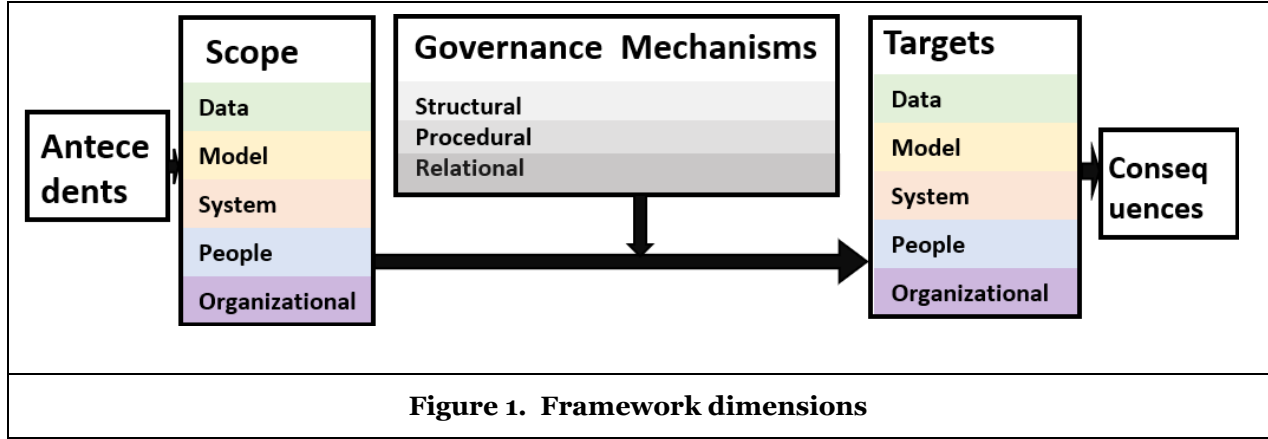 Antece
dents
Scope
Data
Model
System
People
Organizational
Governance Mechanisms
Structural
Procedural
Relational
Targets
Data
Model
System
People
Organizational
Conseq
uences
Figure 1. Framework dimensions